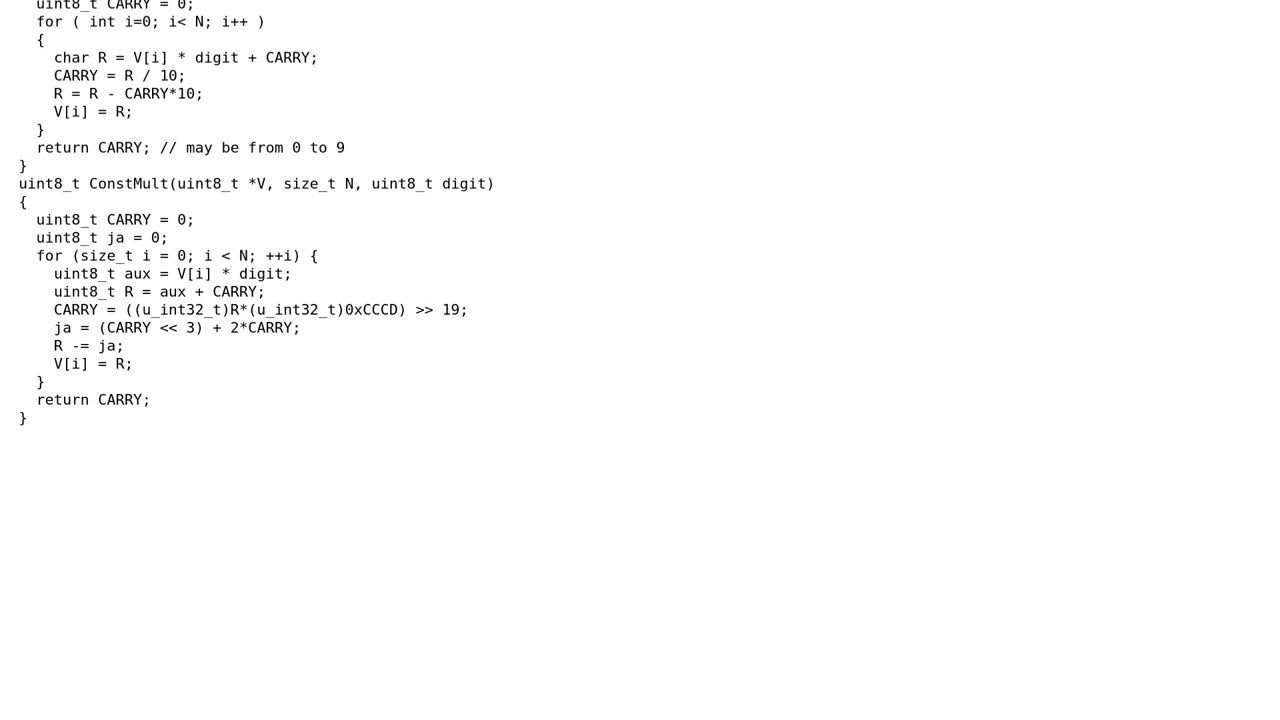 uint8_t CARRY = 0;
for ( int i=0; i< N; i++ )
{
char R = V[i] * digit + CARRY;
CARRY = R / 10;
R = R - CARRY*10;
V[i] = R;
}
return CARRY; // may be from 0 to 9
}
uint8_t ConstMult(uint8_t *V, size_t N, uint8_t digit)
{
uint8_t CARRY = 0;
uint8_t ja = 0;
for (size_t i = 0; i < N; ++i) {
uint8_t aux = V[i] * digit;
uint8_t R = aux + CARRY;
CARRY = ((u_int32_t)R*(u_int32_t)0xCCCD) >> 19;
ja = (CARRY << 3) + 2*CARRY;
R -= ja;
V[i] = R;
}
return CARRY;
}